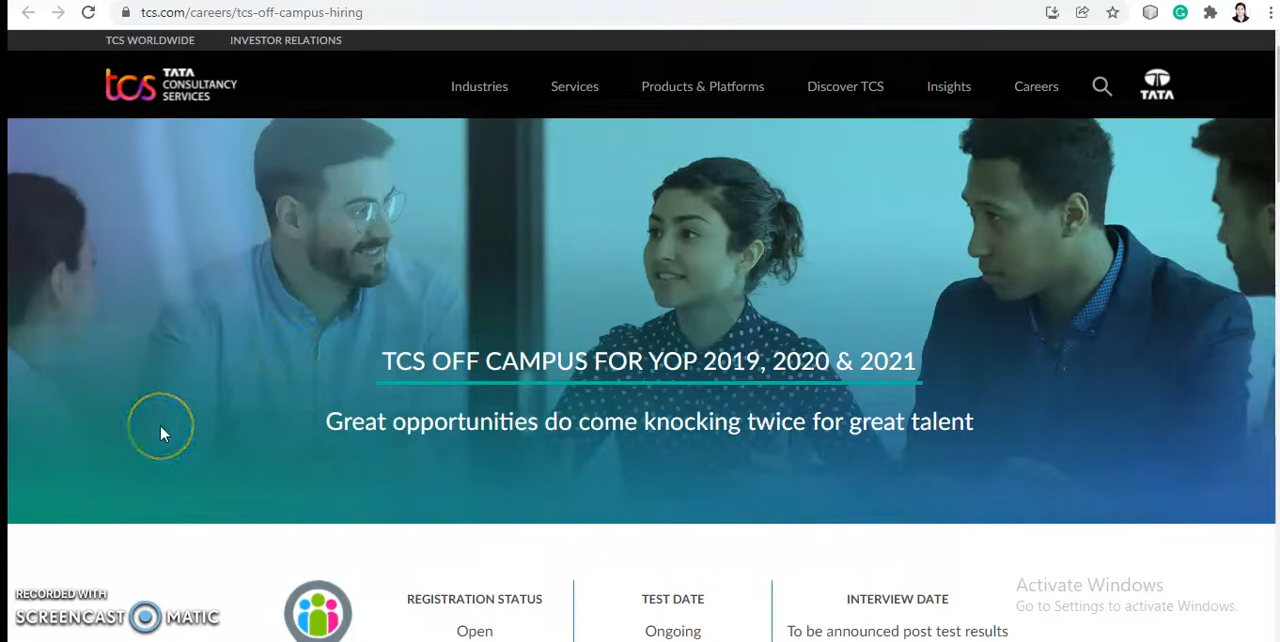 tcs.com/careers/tcs-off-campus-hiring
TCS WORLDWIDE INVESTOR RELATIONS
tcs TATA CONSULTANCY SERVICES
Industries Services Products & Platforms Discover TCS Insights Careers
TATA
TCS OFF CAMPUS FOR YOP 2019, 2020 & 2021
Great opportunities do come knocking twice for great talent
REGISTRATION STATUS TEST DATE INTERVIEW DATE
Open Ongoing To be announced post test results
Activate Windows
Go to Settings to activate Windows.
RECORDED WITH
SCREENCAST MATIC